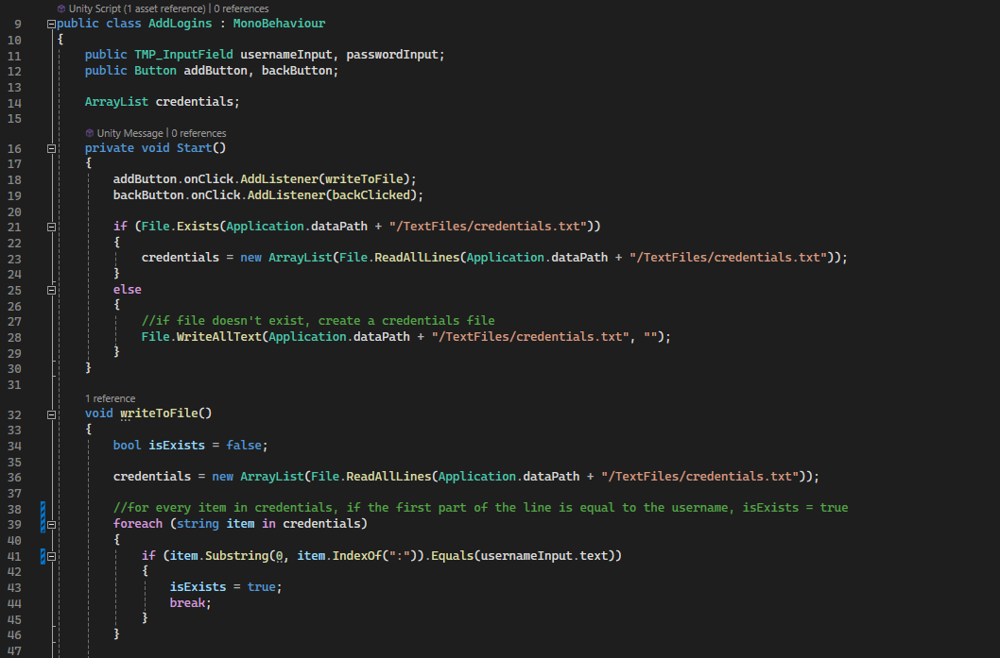 Unity Script (1 asset reference) | 0 references
9 public class AddLogins : MonoBehaviour
10 {
11 public TMP_InputField usernameInput, passwordInput;
12 public Button addButton, backButton;
13
14 ArrayList credentials;
15
Unity Message | 0 references
16 private void Start()
17 {
18 addButton.onClick.AddListener(writeToFile);
19 backButton.onClick.AddListener(backClicked);
20
21 if (File.Exists(Application.dataPath + "/TextFiles/credentials.txt"))
22 {
23 credentials = new ArrayList(File.ReadAllLines(Application.dataPath + "/TextFiles/credentials.txt"));
24 }
25 else
26 {
27 //if file doesn't exist, create a credentials file
28 File.WriteAllText(Application.dataPath + "/TextFiles/credentials.txt", "");
29 }
30 }
31
1 reference
32 void writeToFile()
33 {
34 bool isExists = false;
35
36 credentials = new ArrayList(File.ReadAllLines(Application.dataPath + "/TextFiles/credentials.txt"));
37
38 //for every item in credentials, if the first part of the line is equal to the username, isExists = true
39 foreach (string item in credentials)
40 {
41 if (item.Substring(0, item.IndexOf(":")).Equals(usernameInput.text))
42 {
43 isExists = true;
44 break;
45 }
46 }
47